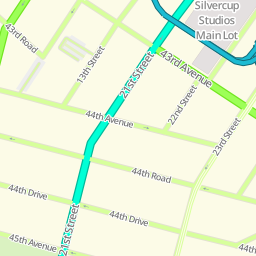 Silvercup
Studios
Main Lot
43rd Road
13th Street
21st Street
43rd Avenue
22nd Street
44th Avenue
23rd Street
44th Road
44th Drive
44th Drive
21st Street
45th Avenue